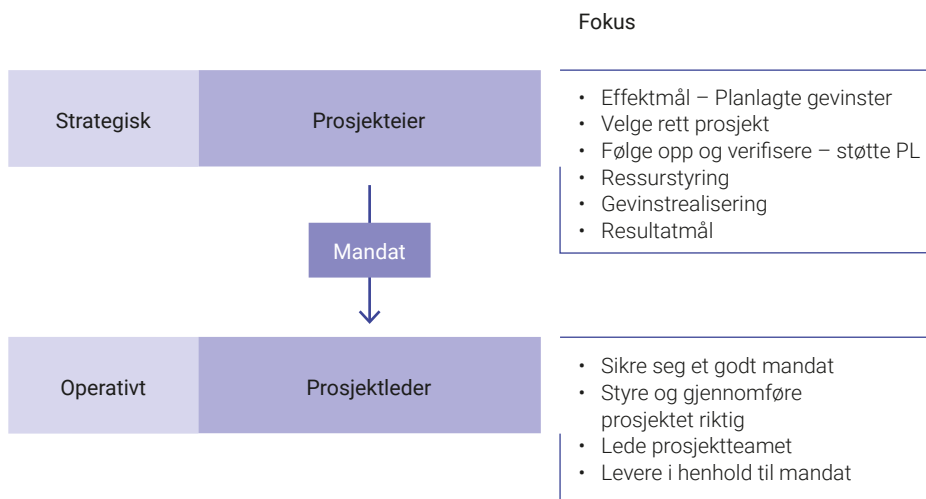 Fokus
Strategisk
Prosjekteier
• Effektmål – Planlagte gevinster
• Velge rett prosjekt
• Følge opp og verifisere – støtte PL
• Ressurstyring
• Gevinstrealisering
• Resultatmål
Mandat
Operativt
Prosjektleder
• Sikre seg et godt mandat
• Styre og gjennomføre
prosjektet riktig
• Lede prosjektteamet
• Levere i henhold til mandat